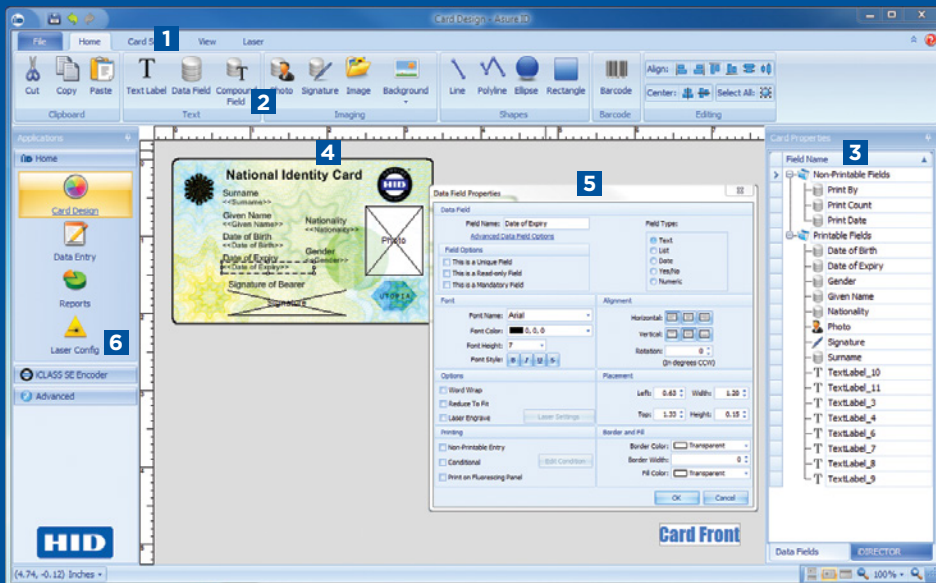 Card Design - AsureID
File Home Card S View Laser
1
Cut Copy Paste Text Label Data Field Compound Field Photo Signature Image Background Line Polyline Ellipse Rectangle Barcode
Align:
Center: Select All:
2
Clipboard Text Imaging Shapes Barcode Editing
Applications
Home
Card Design
Data Entry
Reports
Laser Config
6
iCLASS SE Encoder
Advanced
HID
(4.74, -0.12) Inches
4
National Identity Card
HID
Surname
<<Surname>>
Given Name
<<Given Name>>
Nationality
<<Nationality>>
Date of Birth
<<Date of Birth>>
Gender
<<Gender>>
Date of Expiry
<<Date of Expiry>>
Photo
Signature of Bearer
Signature
UTOPIA
5
Data Field Properties
Data Field
Field Name: Date of Expiry
Advanced Data Field Options
Field Options
This is a Unique Field
This is a Read-only Field
This is a Mandatory Field
Field Type:
Text
List
Date
Yes/No
Numeric
Font
Font Name: Arial
Font Color: 0, 0, 0
Font Height: 7
Font Style: B I U S
Alignment
Horizontal:
Vertical:
Rotation: 0
(In degrees CCW)
Options
Word Wrap
Reduce To Fit
Laser Engrave Laser Settings
Placement
Left: 0.63 Width: 1.20
Top: 1.33 Height: 0.15
Printing
Non-Printable Entry
Conditional Edit Condition
Print on Fluorescing Panel
Border and Fill
Border Color: Transparent
Border Width: 0
Fill Color: Transparent
OK Cancel
Card Front
Card Properties
3
Field Name
Non-Printable Fields
Print By
Print Count
Print Date
Printable Fields
Date of Birth
Date of Expiry
Gender
Given Name
Nationality
Photo
Signature
Surname
TextLabel_10
TextLabel_11
TextLabel_3
TextLabel_4
TextLabel_6
TextLabel_7
TextLabel_8
TextLabel_9
Data Fields iDIRECTOR
100%